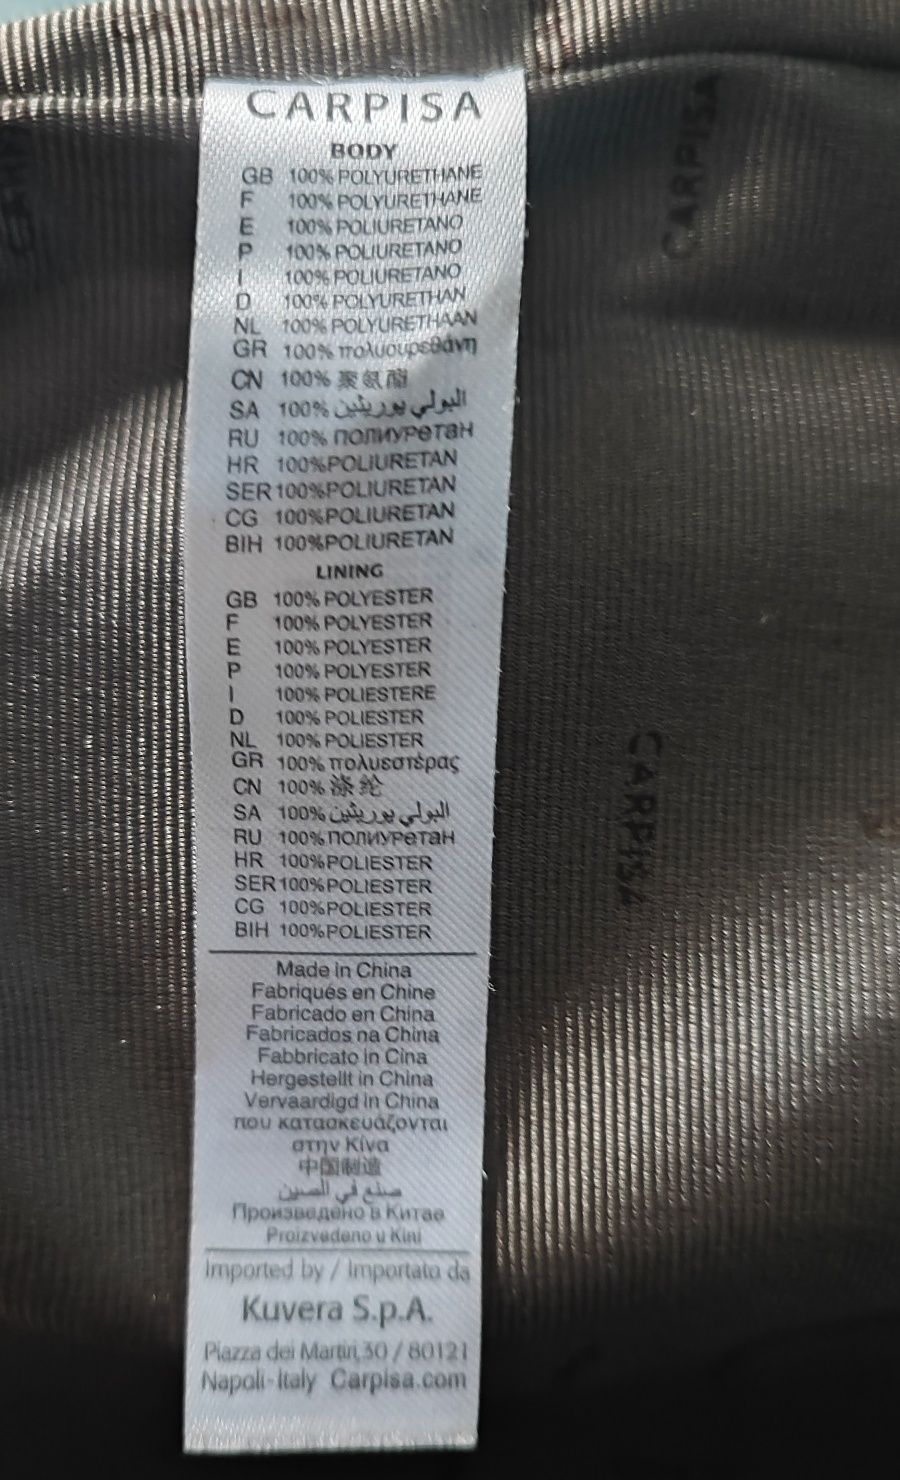 CARPISA
BODY
GB 100% POLYURETHANE
F 100% POLYURETHANE
E 100% POLIURETANO
P 100% POLIURETANO
I 100% POLIURETANO
D 100% POLYURETHAN
NL 100% POLYURETHAAN
GR 100% πολυουρεθάνη
CN 100% 聚氨酯
SA 100% البولي يوريثين
RU 100% полиуретан
HR 100%POLIURETAN
SER 100%POLIURETAN
CG 100%POLIURETAN
BIH 100%POLIURETAN
LINING
GB 100% POLYESTER
F 100% POLYESTER
E 100% POLYESTER
P 100% POLYESTER
I 100% POLIESTERE
D 100% POLIESTER
NL 100% POLIESTER
GR 100% πολυεστέρας
CN 100% 涤纶
SA 100% البولي يوريثين
RU 100% полиуретан
HR 100%POLIESTER
SER 100%POLIESTER
CG 100%POLIESTER
BIH 100%POLIESTER
Made in China
Fabriqués en Chine
Fabricado en China
Fabricados na China
Fabbricato in Cina
Hergestellt in China
Vervaardigd in China
που κατασκευάζονται
στην Κίνα
中国制造
صنع في الصين
Произведено в Китае
Proizvedeno u Kini
Imported by / Importato da
Kuvera S.p.A.
Piazza dei Martiri,30 / 80121
Napoli-Italy Carpisa.com
CARPISA
CARPISA